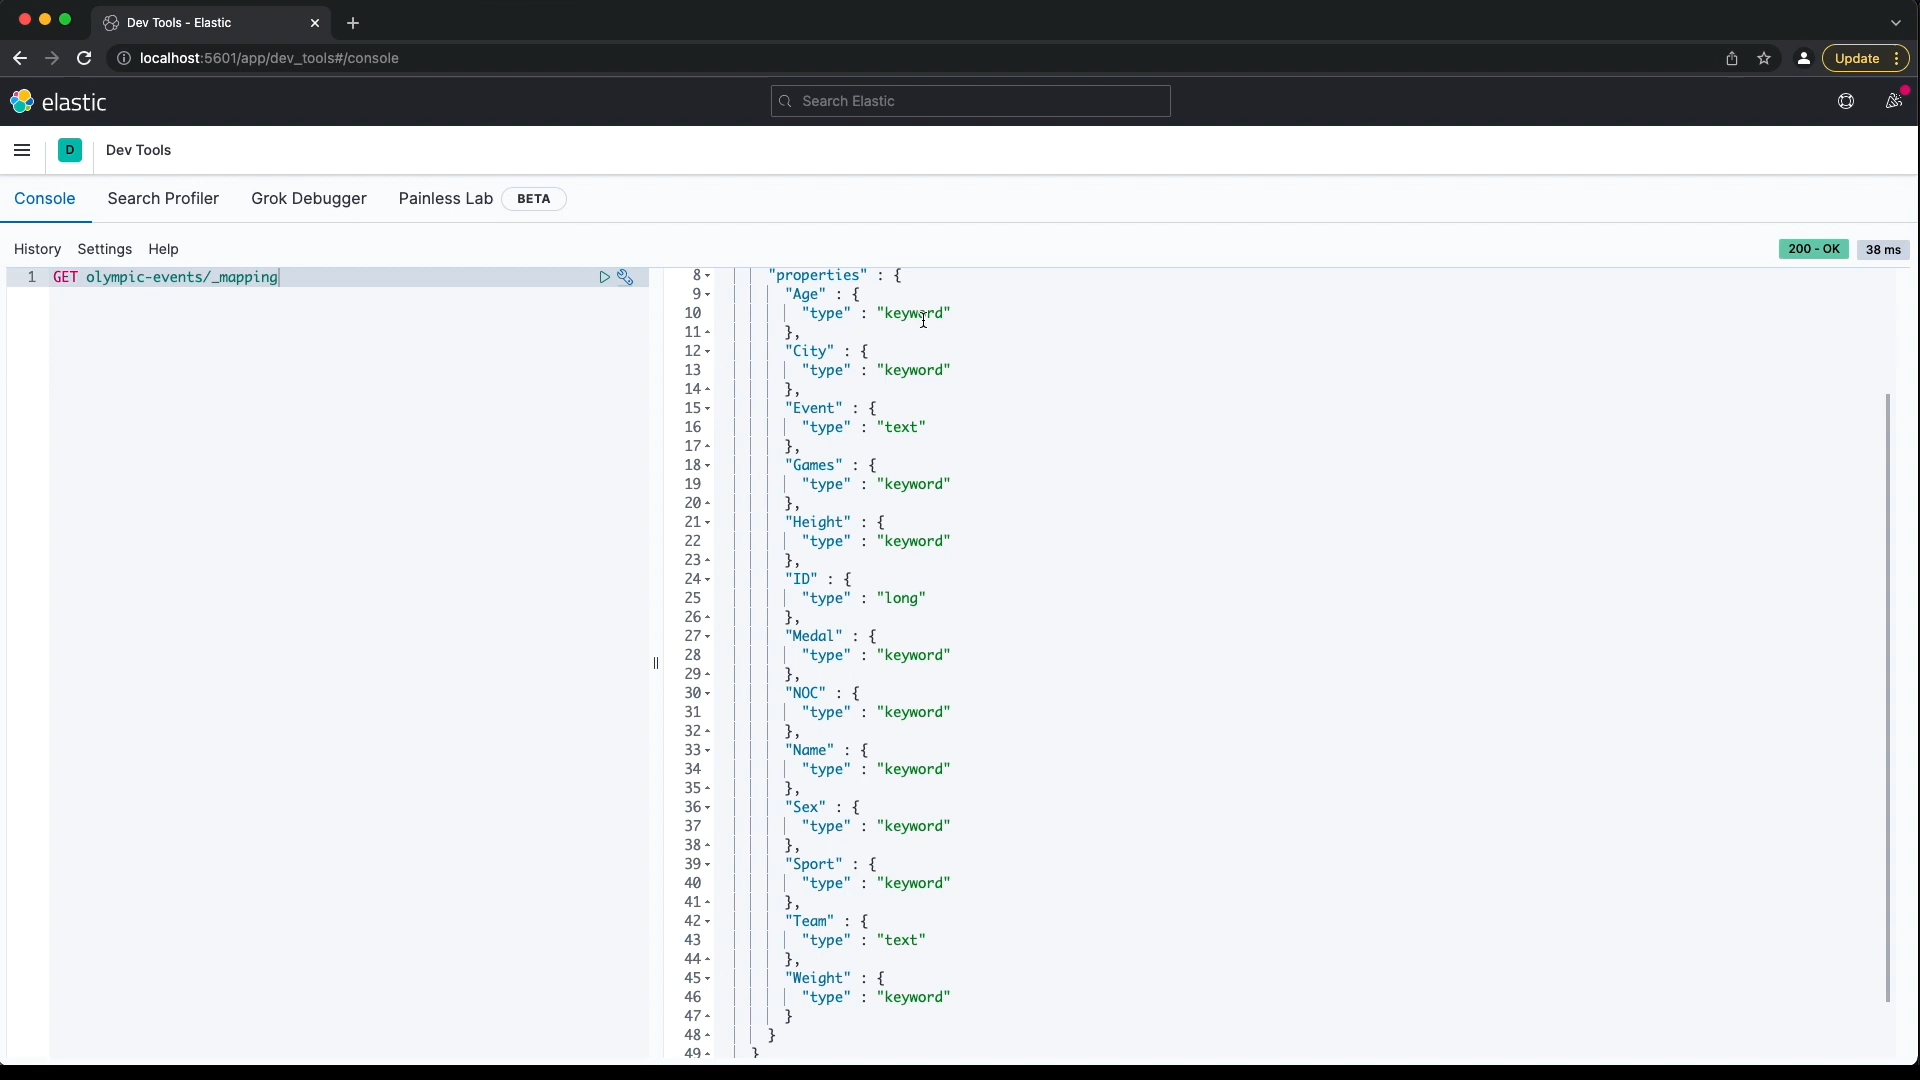 Dev Tools - Elastic
localhost:5601/app/dev_tools#/console
Update
elastic
Search Elastic
D
Dev Tools
Console
Search Profiler
Grok Debugger
Painless Lab
BETA
History
Settings
Help
200 - OK
38 ms
1 GET olympic-events/_mapping
8 "properties" : {
9 "Age" : {
10 "type" : "keyword"
11 },
12 "City" : {
13 "type" : "keyword"
14 },
15 "Event" : {
16 "type" : "text"
17 },
18 "Games" : {
19 "type" : "keyword"
20 },
21 "Height" : {
22 "type" : "keyword"
23 },
24 "ID" : {
25 "type" : "long"
26 },
27 "Medal" : {
28 "type" : "keyword"
29 },
30 "NOC" : {
31 "type" : "keyword"
32 },
33 "Name" : {
34 "type" : "keyword"
35 },
36 "Sex" : {
37 "type" : "keyword"
38 },
39 "Sport" : {
40 "type" : "keyword"
41 },
42 "Team" : {
43 "type" : "text"
44 },
45 "Weight" : {
46 "type" : "keyword"
47 }
48 }
49 }